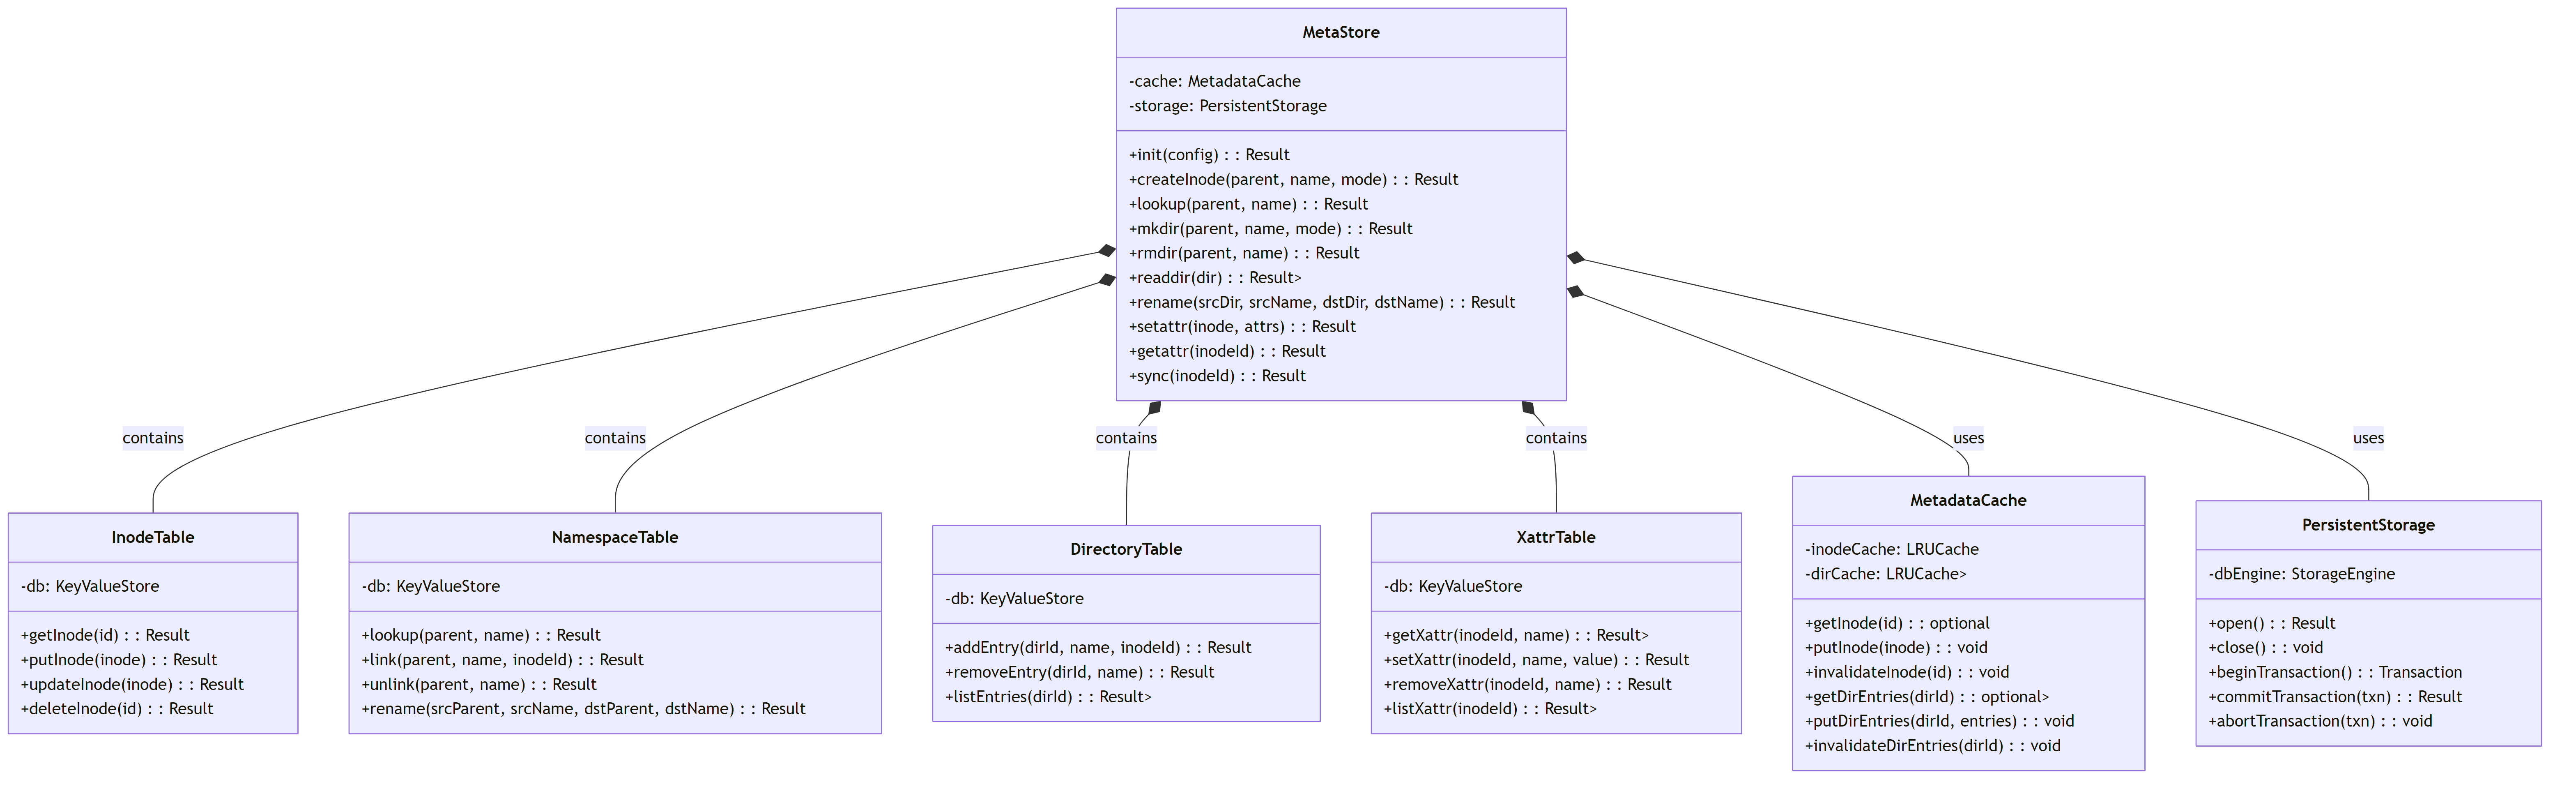 MetaStore
-cache: MetadataCache
-storage: PersistentStorage
+init(config) : : Result
+createInode(parent, name, mode) : : Result
+lookup(parent, name) : : Result
+mkdir(parent, name, mode) : : Result
+rmdir(parent, name) : : Result
+readdir(dir) : : Result>
+rename(srcDir, srcName, dstDir, dstName) : : Result
+setattr(inode, attrs) : : Result
+getattr(inodeId) : : Result
+sync(inodeId) : : Result
contains
contains
contains
contains
uses
uses
InodeTable
-db: KeyValueStore
+getInode(id) : : Result
+putInode(inode) : : Result
+updateInode(inode) : : Result
+deleteInode(id) : : Result
NamespaceTable
-db: KeyValueStore
+lookup(parent, name) : : Result
+link(parent, name, inodeId) : : Result
+unlink(parent, name) : : Result
+rename(srcParent, srcName, dstParent, dstName) : : Result
DirectoryTable
-db: KeyValueStore
+addEntry(dirId, name, inodeId) : : Result
+removeEntry(dirId, name) : : Result
+listEntries(dirId) : : Result>
XattrTable
-db: KeyValueStore
+getXattr(inodeId, name) : : Result>
+setXattr(inodeId, name, value) : : Result
+removeXattr(inodeId, name) : : Result
+listXattr(inodeId) : : Result>
MetadataCache
-inodeCache: LRUCache
-dirCache: LRUCache>
+getInode(id) : : optional
+putInode(inode) : : void
+invalidateInode(id) : : void
+getDirEntries(dirId) : : optional>
+putDirEntries(dirId, entries) : : void
+invalidateDirEntries(dirId) : : void
PersistentStorage
-dbEngine: StorageEngine
+open() : : Result
+close() : : void
+beginTransaction() : : Transaction
+commitTransaction(txn) : : Result
+abortTransaction(txn) : : void